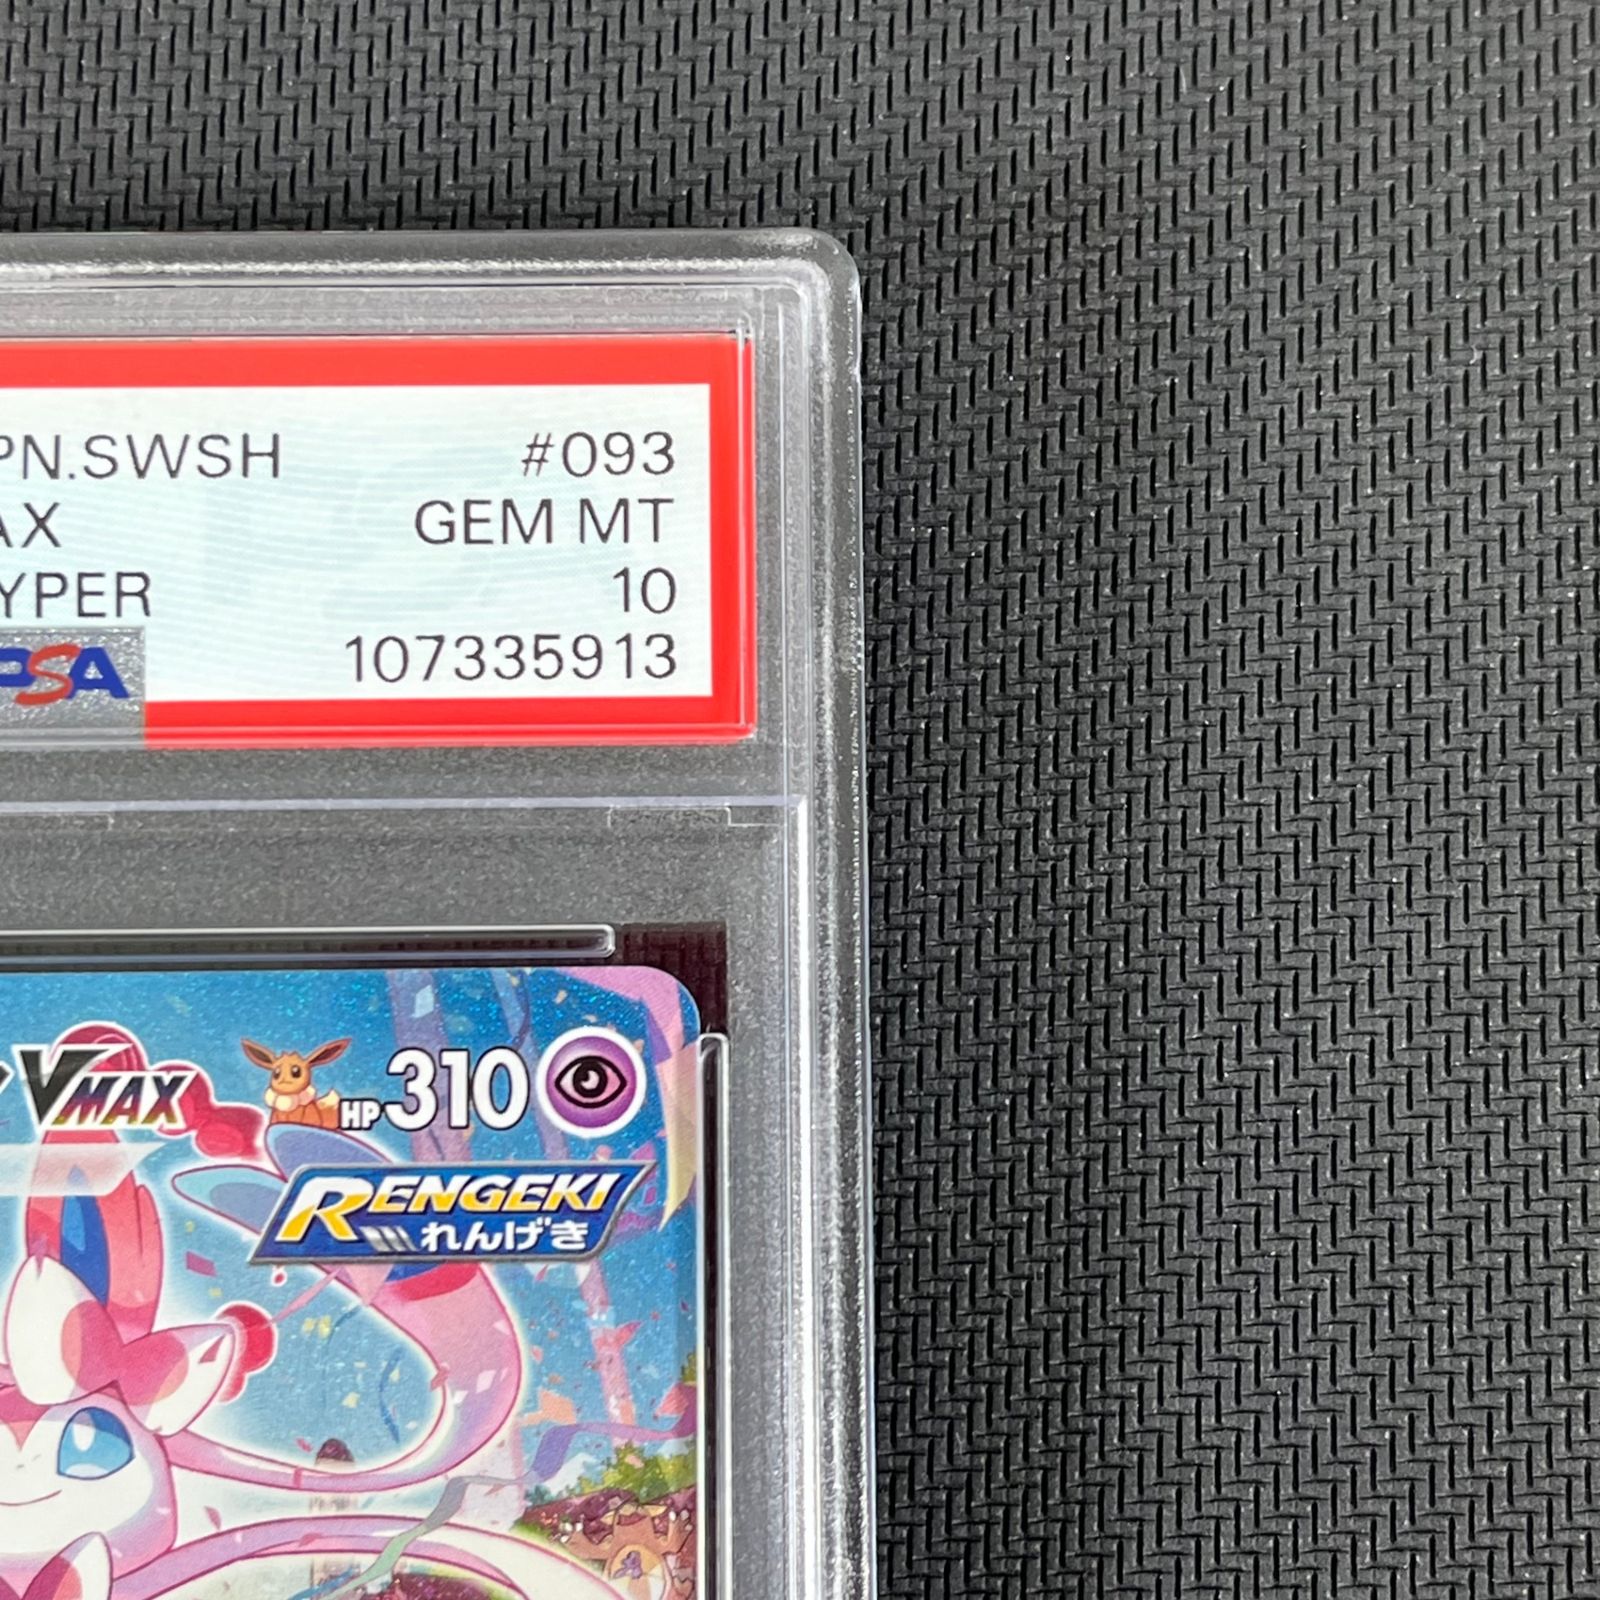 PN.SWSH #093
AX GEM MT
YPER 10
PSA 107335913
VMAX HP310
RENGEKI
れんげき